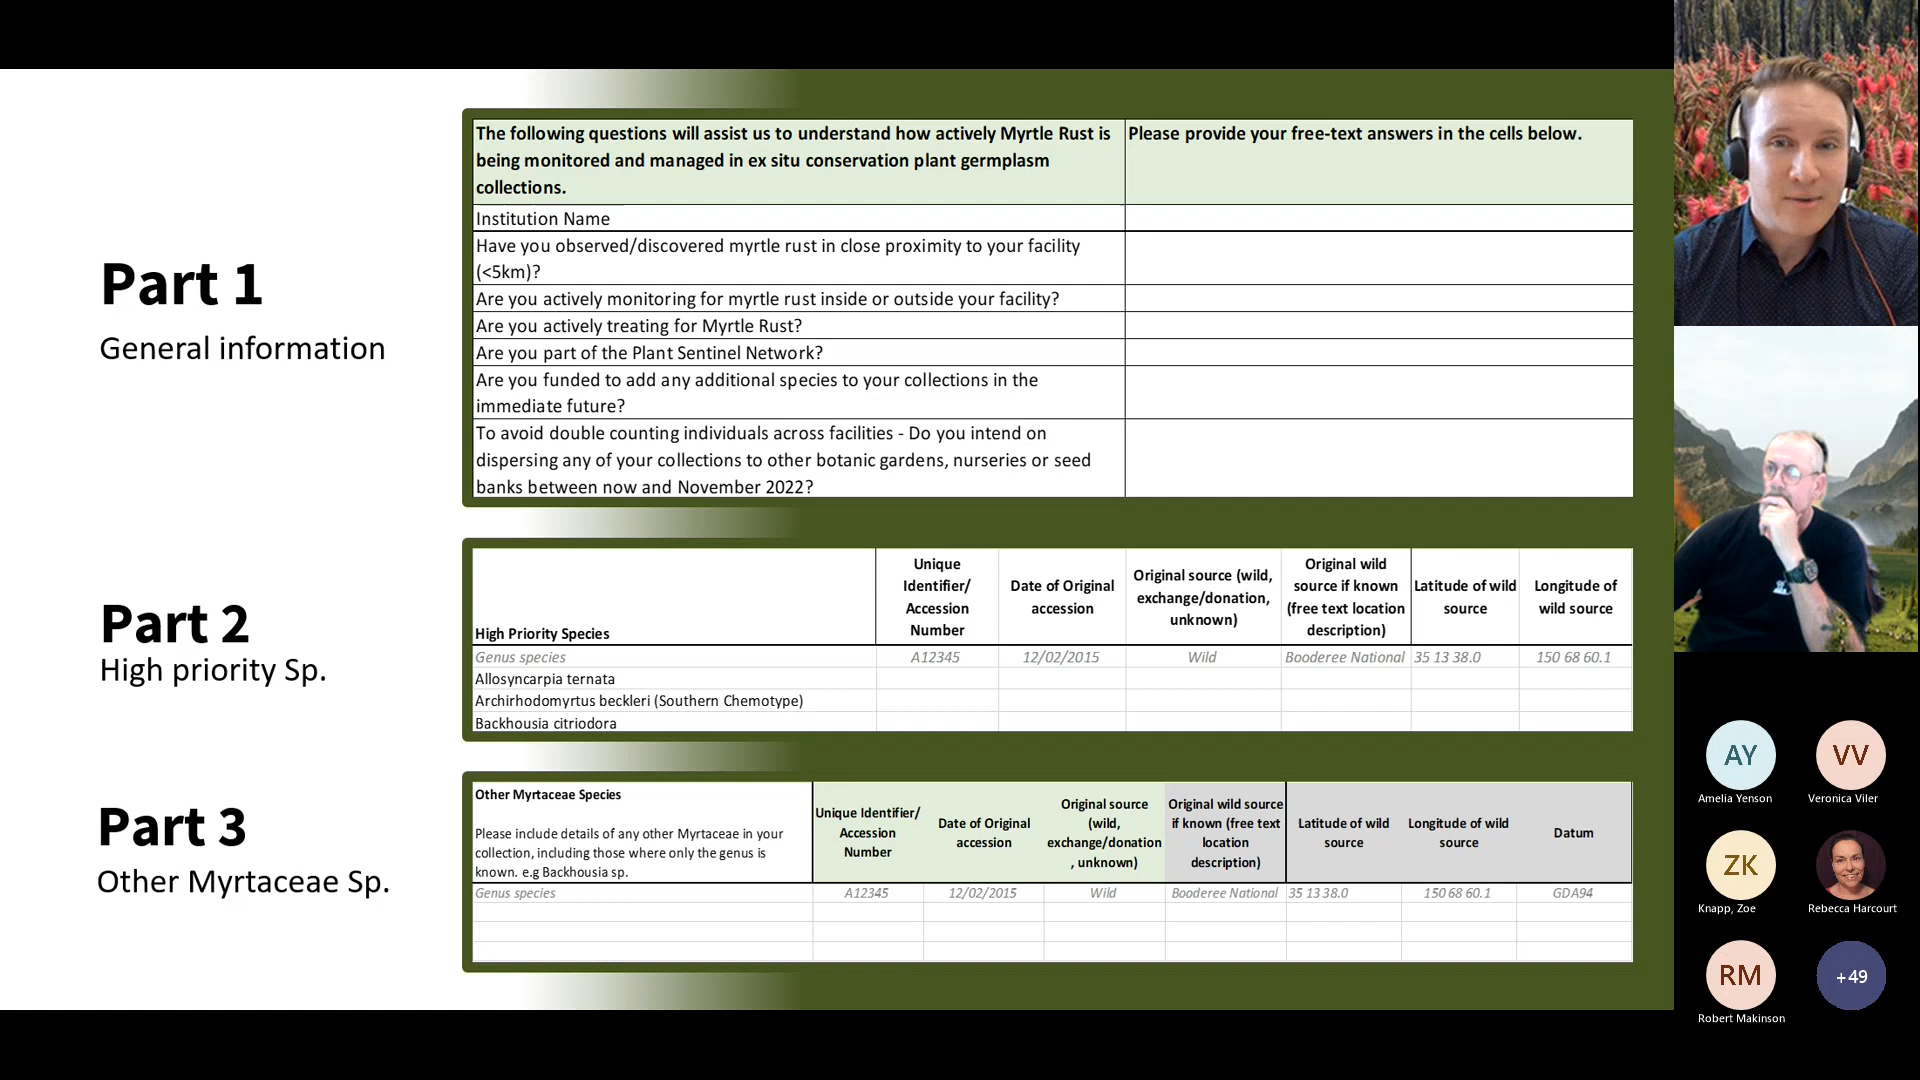 Part 1
General information
The following questions will assist us to understand how actively Myrtle Rust is
being monitored and managed in ex situ conservation plant germplasm
collections.
Please provide your free-text answers in the cells below.
Institution Name
Have you observed/discovered myrtle rust in close proximity to your facility
(<5km)?
Are you actively monitoring for myrtle rust inside or outside your facility?
Are you actively treating for Myrtle Rust?
Are you part of the Plant Sentinel Network?
Are you funded to add any additional species to your collections in the
immediate future?
To avoid double counting individuals across facilities - Do you intend on
dispersing any of your collections to other botanic gardens, nurseries or seed
banks between now and November 2022?
Part 2
High priority Sp.
High Priority Species
Unique
Identifier/
Accession
Number
Date of Original
accession
Original source (wild,
exchange/donation,
unknown)
Original wild
source if known
(free text location
description)
Latitude of wild
source
Longitude of
wild source
Genus species A12345 12/02/2015 Wild Booderee National 35 13 38.0 150 68 60.1
Allosyncarpia ternata
Archirhodomyrtus beckleri (Southern Chemotype)
Backhousia citriodora
Part 3
Other Myrtaceae Sp.
Other Myrtaceae Species
Please include details of any other Myrtaceae in your
collection, including those where only the genus is
known. e.g Backhousia sp.
Unique Identifier/
Accession
Number
Date of Original
accession
Original source
(wild,
exchange/donation
, unknown)
Original wild source
if known (free text
location
description)
Latitude of wild
source
Longitude of wild
source
Datum
Genus species A12345 12/02/2015 Wild Booderee National 35 13 38.0 150 68 60.1 GDA94
AY
Amelia Yenson
VV
Veronica Viler
ZK
Knapp, Zoe
Rebecca Harcourt
RM
Robert Makinson
+49